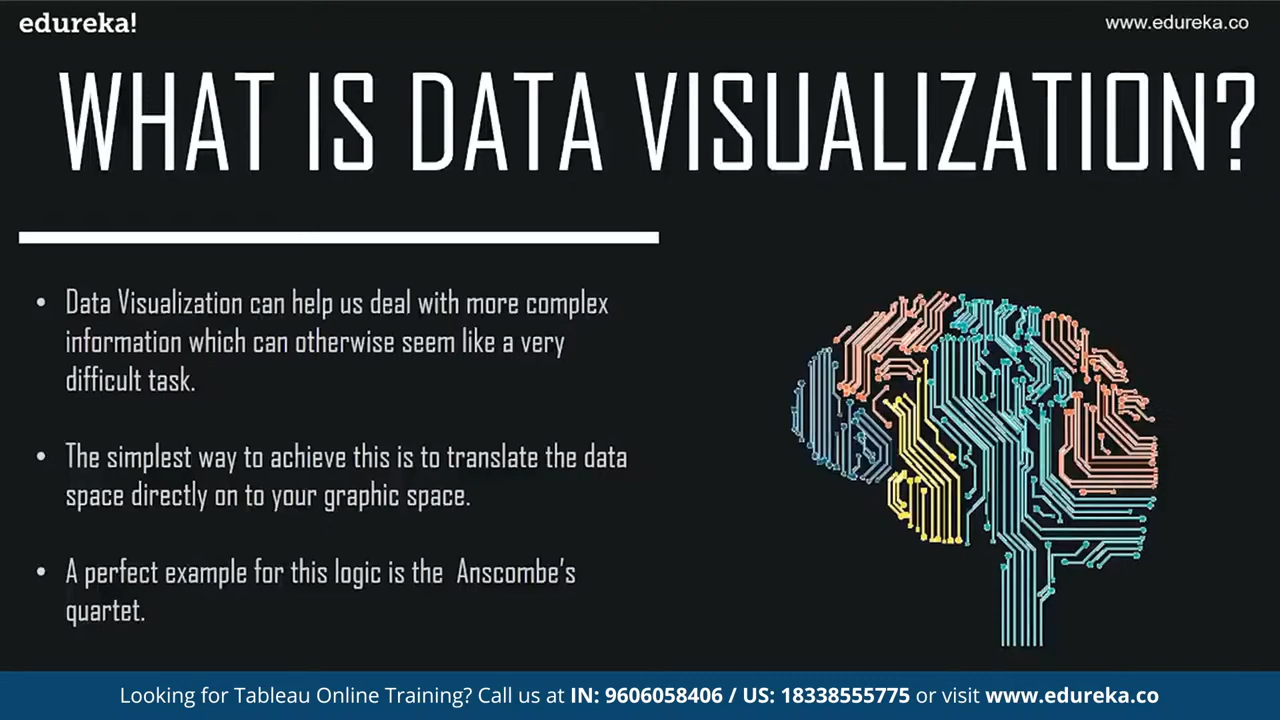 edureka!
www.edureka.co
WHAT IS DATA VISUALIZATION?
• Data Visualization can help us deal with more complex
information which can otherwise seem like a very
difficult task.
• The simplest way to achieve this is to translate the data
space directly on to your graphic space.
• A perfect example for this logic is the Anscombe's
quartet.
Looking for Tableau Online Training? Call us at IN: 9606058406 / US: 18338555775 or visit www.edureka.co